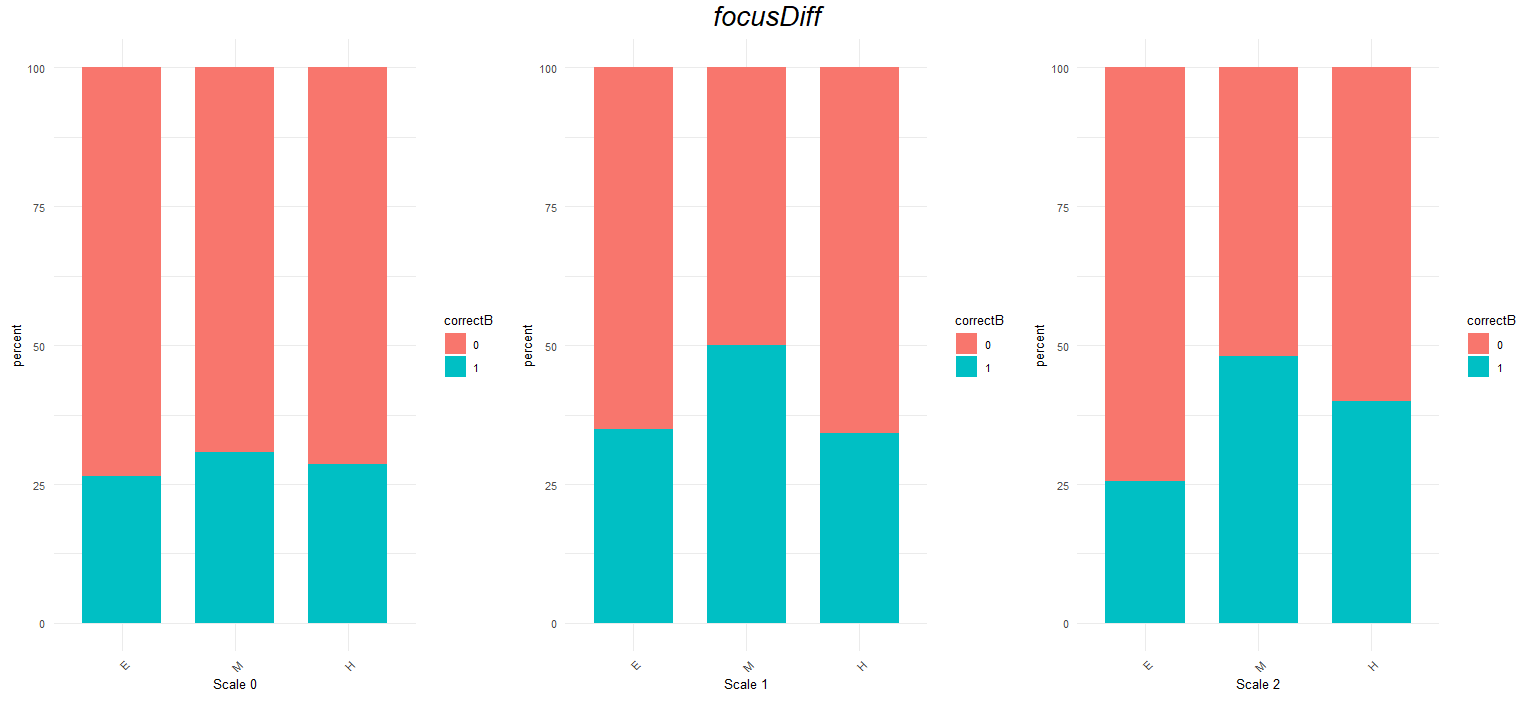 focusDiff
100
75
50
25
0
percent
E
M
H
Scale 0
correctB
0
1
100
75
50
25
0
percent
E
M
H
Scale 1
correctB
0
1
100
75
50
25
0
percent
E
M
H
Scale 2
correctB
0
1